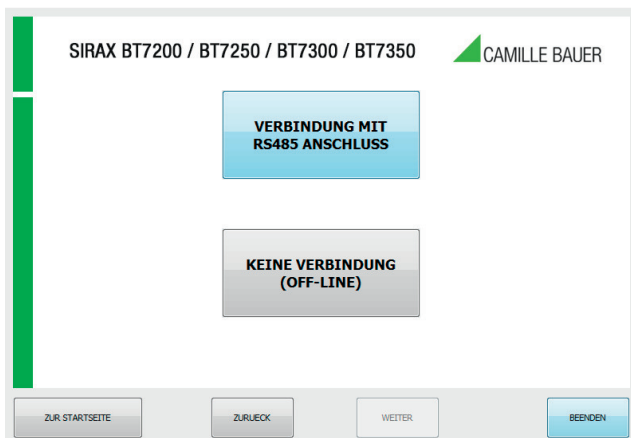 SIRAX BT7200 / BT7250 / BT7300 / BT7350
CAMILLE BAUER
VERBINDUNG MIT
RS485 ANSCHLUSS
KEINE VERBINDUNG
(OFF-LINE)
ZUR STARTSEITE
ZURUECK
WEITER
BEENDEN